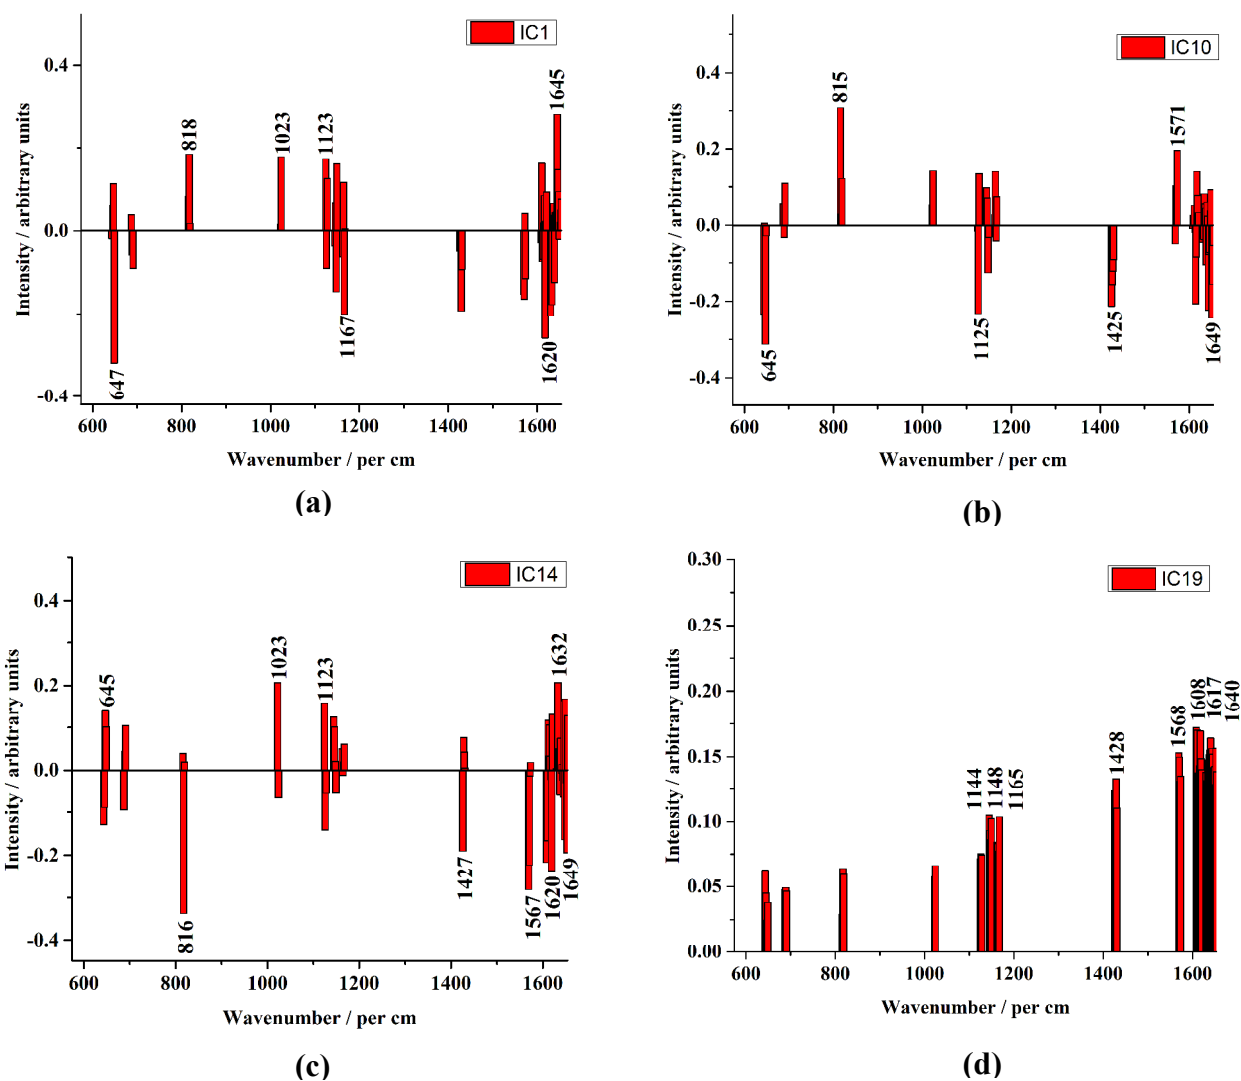 IC1
Intensity / arbitrary units
0.4
0.0
-0.4
647
818
1023
1123
1167
1620
1645
600 800 1000 1200 1400 1600
Wavenumber / per cm
(a)
IC10
Intensity / arbitrary units
0.4
0.2
0.0
-0.2
-0.4
645
815
1125
1425
1571
1649
600 800 1000 1200 1400 1600
Wavenumber / per cm
(b)
IC14
Intensity / arbitrary units
0.4
0.2
0.0
-0.2
-0.4
645
816
1023
1123
1427
1567
1620
1632
1649
600 800 1000 1200 1400 1600
Wavenumber / per cm
(c)
IC19
Intensity / arbitrary units
0.30
0.25
0.20
0.15
0.10
0.05
0.00
1144
1148
1165
1428
1568
1608
1617
1640
600 800 1000 1200 1400 1600
Wavenumber / per cm
(d)